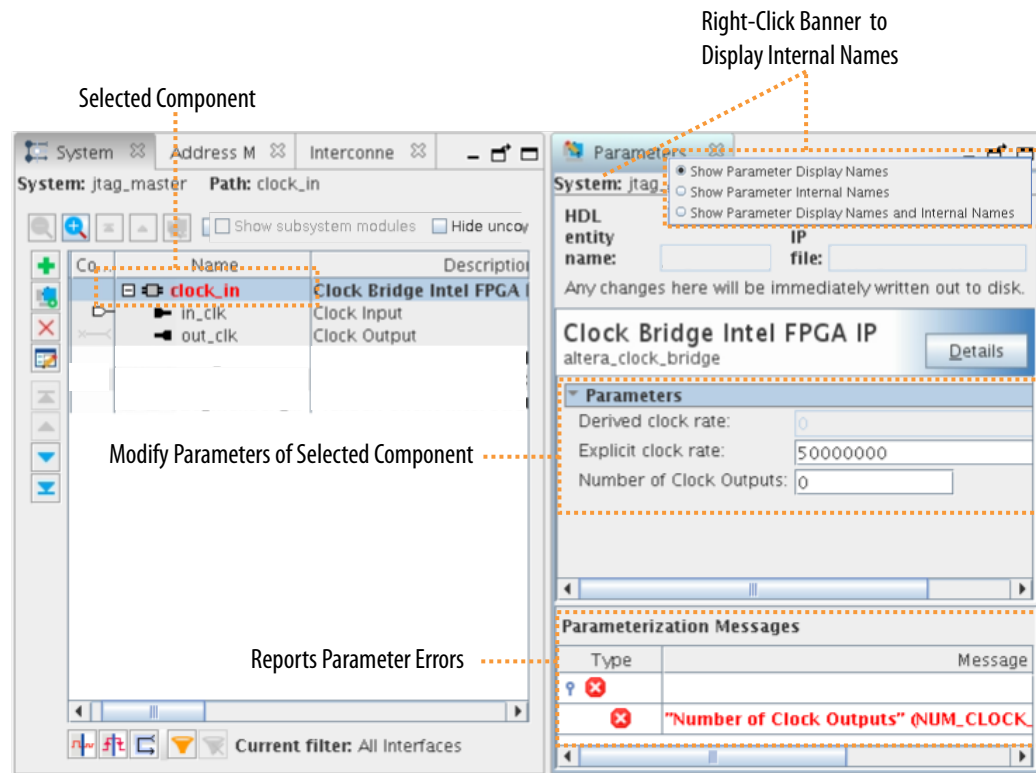 Right-Click Banner to
Display Internal Names
Selected Component
System
Address M
Interconne
System: jtag_master Path: clock_in
Show subsystem modules
Hide uncov
Co... Name Description
clock_in Clock Bridge Intel FPGA I
in_clk Clock Input
out_clk Clock Output
Modify Parameters of Selected Component
Reports Parameter Errors
Current filter: All Interfaces
Parameters
System: jtag_
Show Parameter Display Names
Show Parameter Internal Names
Show Parameter Display Names and Internal Names
HDL
entity
name:
IP
file:
Any changes here will be immediately written out to disk.
Clock Bridge Intel FPGA IP
altera_clock_bridge
Details
Parameters
Derived clock rate: 0
Explicit clock rate: 50000000
Number of Clock Outputs: 0
Parameterization Messages
Type Message
"Number of Clock Outputs" (NUM_CLOCK_